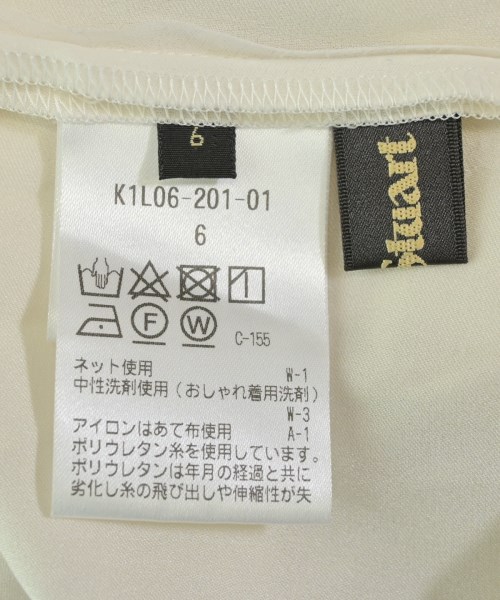 6
K1L06-201-01
6
F W C-155
ネット使用 W-1
中性洗剤使用(おしゃれ着用洗剤)
W-3
アイロンはあて布使用 A-1
ポリウレタン糸を使用しています。
ポリウレタンは年月の経過と共に
劣化し糸の飛び出しや伸縮性が失